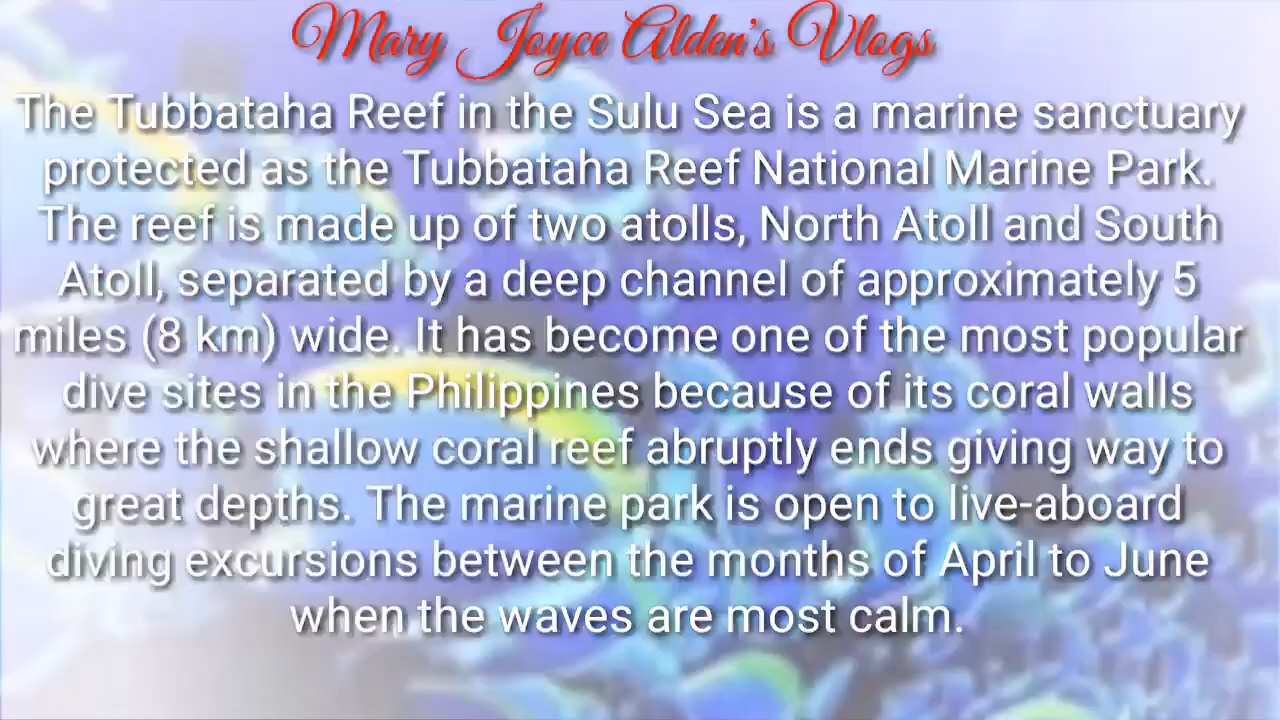 Mary Joyce Alden's Vlogs
The Tubbataha Reef in the Sulu Sea is a marine sanctuary
protected as the Tubbataha Reef National Marine Park.
The reef is made up of two atolls, North Atoll and South
Atoll, separated by a deep channel of approximately 5
miles (8 km) wide. It has become one of the most popular
dive sites in the Philippines because of its coral walls
where the shallow coral reef abruptly ends giving way to
great depths. The marine park is open to live-aboard
diving excursions between the months of April to June
when the waves are most calm.